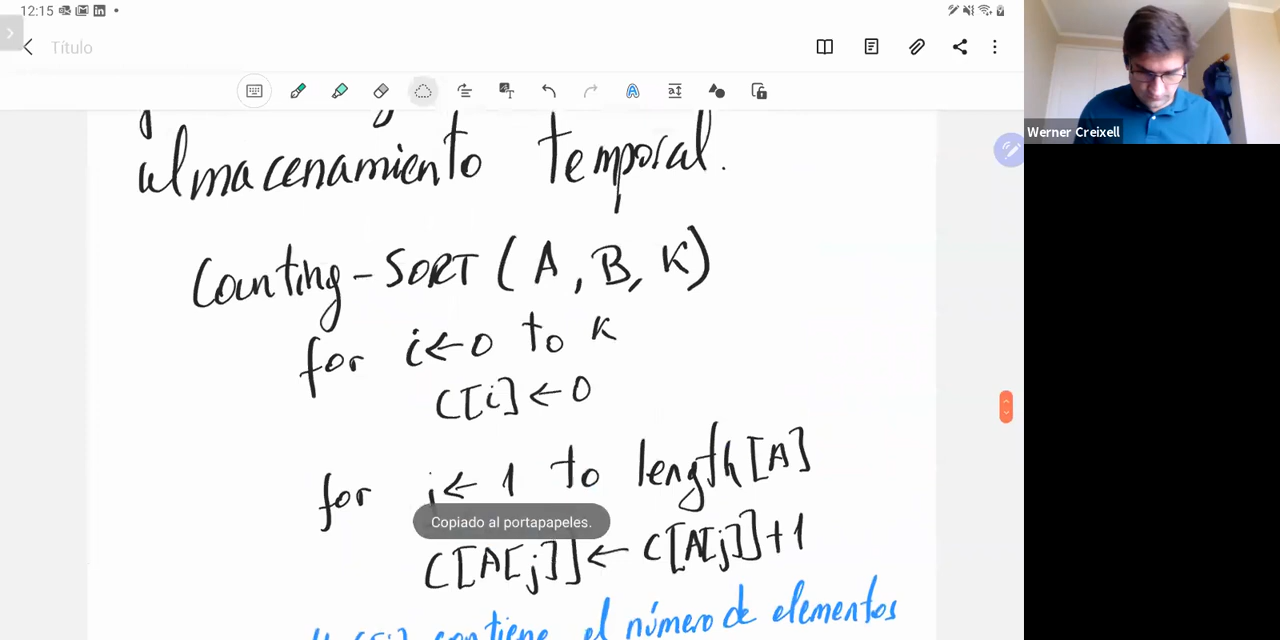 12:15
Título
Werner Creixell
almacenamiento temporal.
Counting-SORT (A, B, K)
for i←0 to K
C[i]←0
for j← 1 to length[A]
Copiado al portapapeles.
C[A[j]]← C[A[j]]+1
contiene el número de elementos